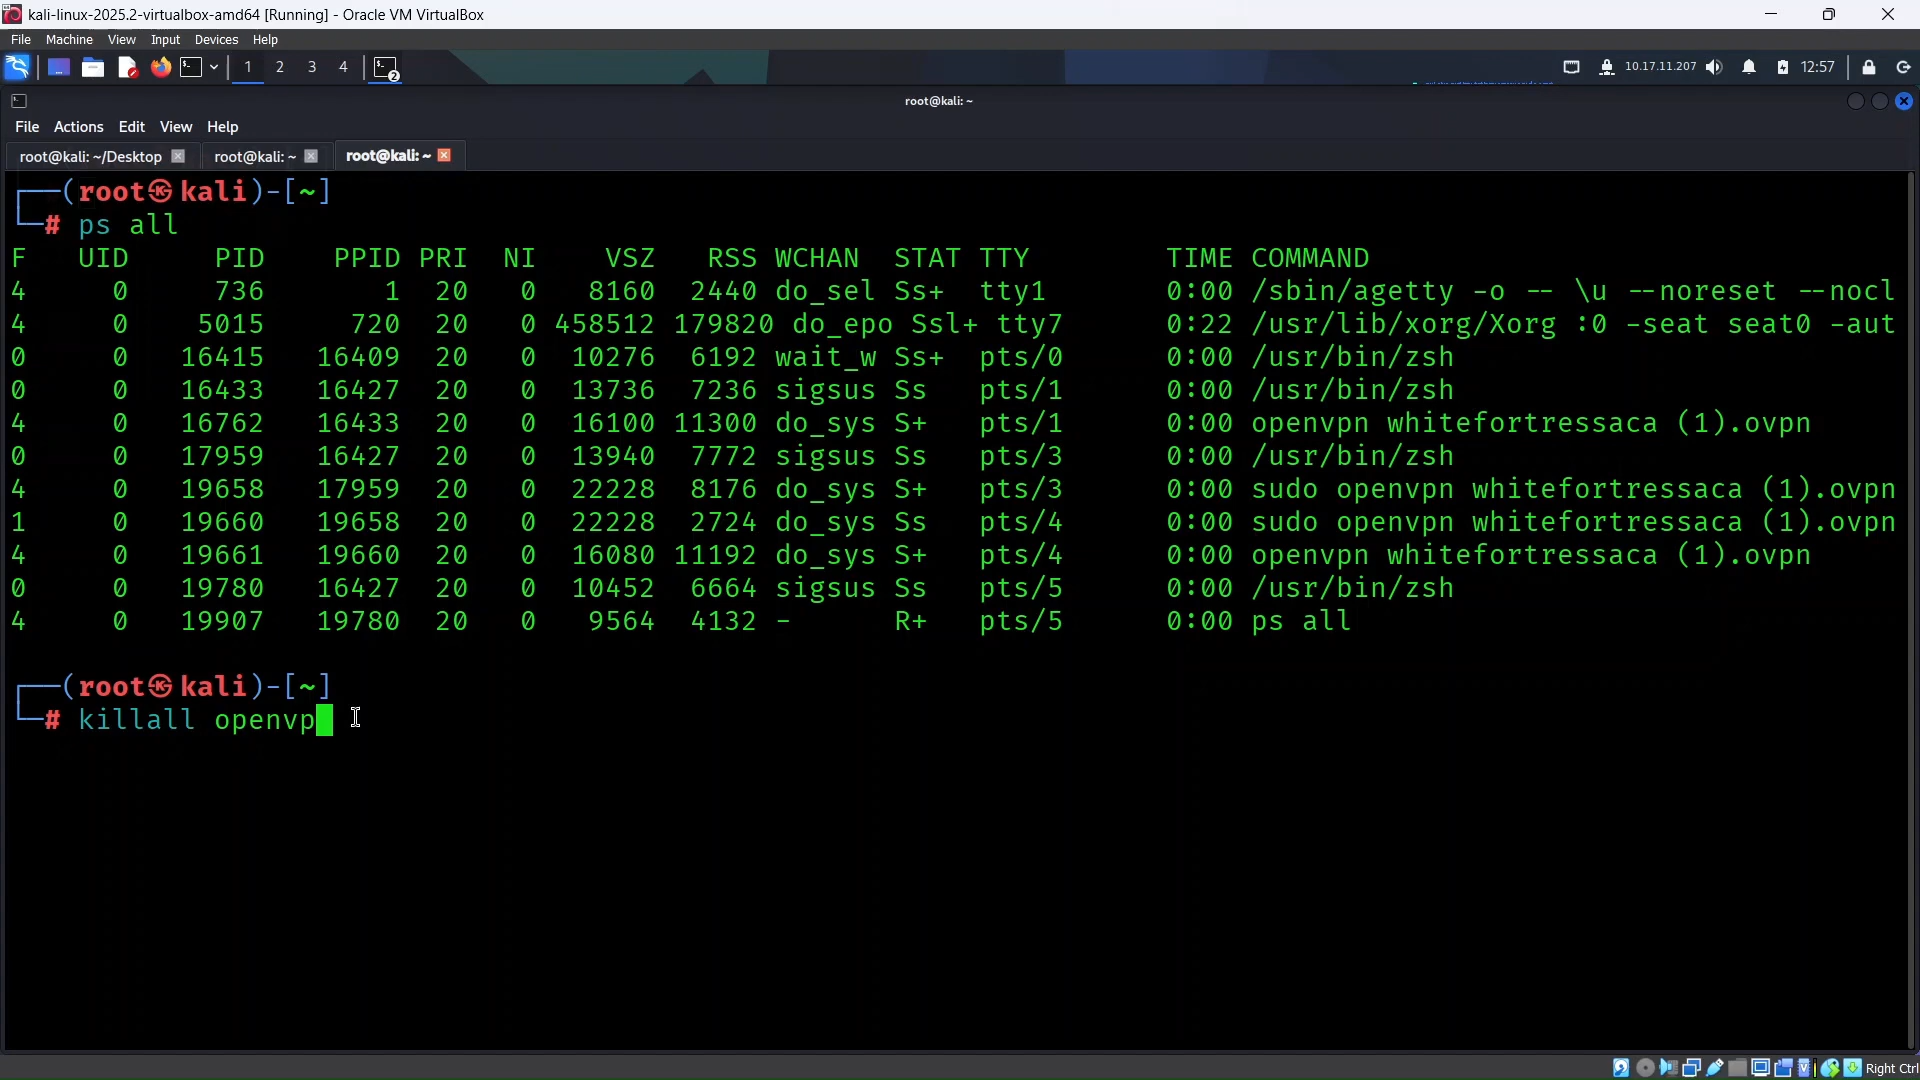 kali-linux-2025.2-virtualbox-amd64 [Running] - Oracle VM VirtualBox
File Machine View Input Devices Help
1 2 3 4 2 10.17.11.207 12:57
root@kali: ~
File Actions Edit View Help
root@kali: ~/Desktop root@kali: ~ root@kali: ~
┌──(root㉿kali)-[~]
└─# ps all
F UID PID PPID PRI NI VSZ RSS WCHAN STAT TTY TIME COMMAND
4 0 736 1 20 0 8160 2440 do_sel Ss+ tty1 0:00 /sbin/agetty -o -- \u --noreset --nocl
4 0 5015 720 20 0 458512 179820 do_epo Ssl+ tty7 0:22 /usr/lib/xorg/Xorg :0 -seat seat0 -aut
0 0 16415 16409 20 0 10276 6192 wait_w Ss+ pts/0 0:00 /usr/bin/zsh
0 0 16433 16427 20 0 13736 7236 sigsus Ss pts/1 0:00 /usr/bin/zsh
4 0 16762 16433 20 0 16100 11300 do_sys S+ pts/1 0:00 openvpn whitefortressaca (1).ovpn
0 0 17959 16427 20 0 13940 7772 sigsus Ss pts/3 0:00 /usr/bin/zsh
4 0 19658 17959 20 0 22228 8176 do_sys S+ pts/3 0:00 sudo openvpn whitefortressaca (1).ovpn
1 0 19660 19658 20 0 22228 2724 do_sys Ss pts/4 0:00 sudo openvpn whitefortressaca (1).ovpn
4 0 19661 19660 20 0 16080 11192 do_sys S+ pts/4 0:00 openvpn whitefortressaca (1).ovpn
0 0 19780 16427 20 0 10452 6664 sigsus Ss pts/5 0:00 /usr/bin/zsh
4 0 19907 19780 20 0 9564 4132 - R+ pts/5 0:00 ps all
┌──(root㉿kali)-[~]
└─# killall openvp
Right Ctrl